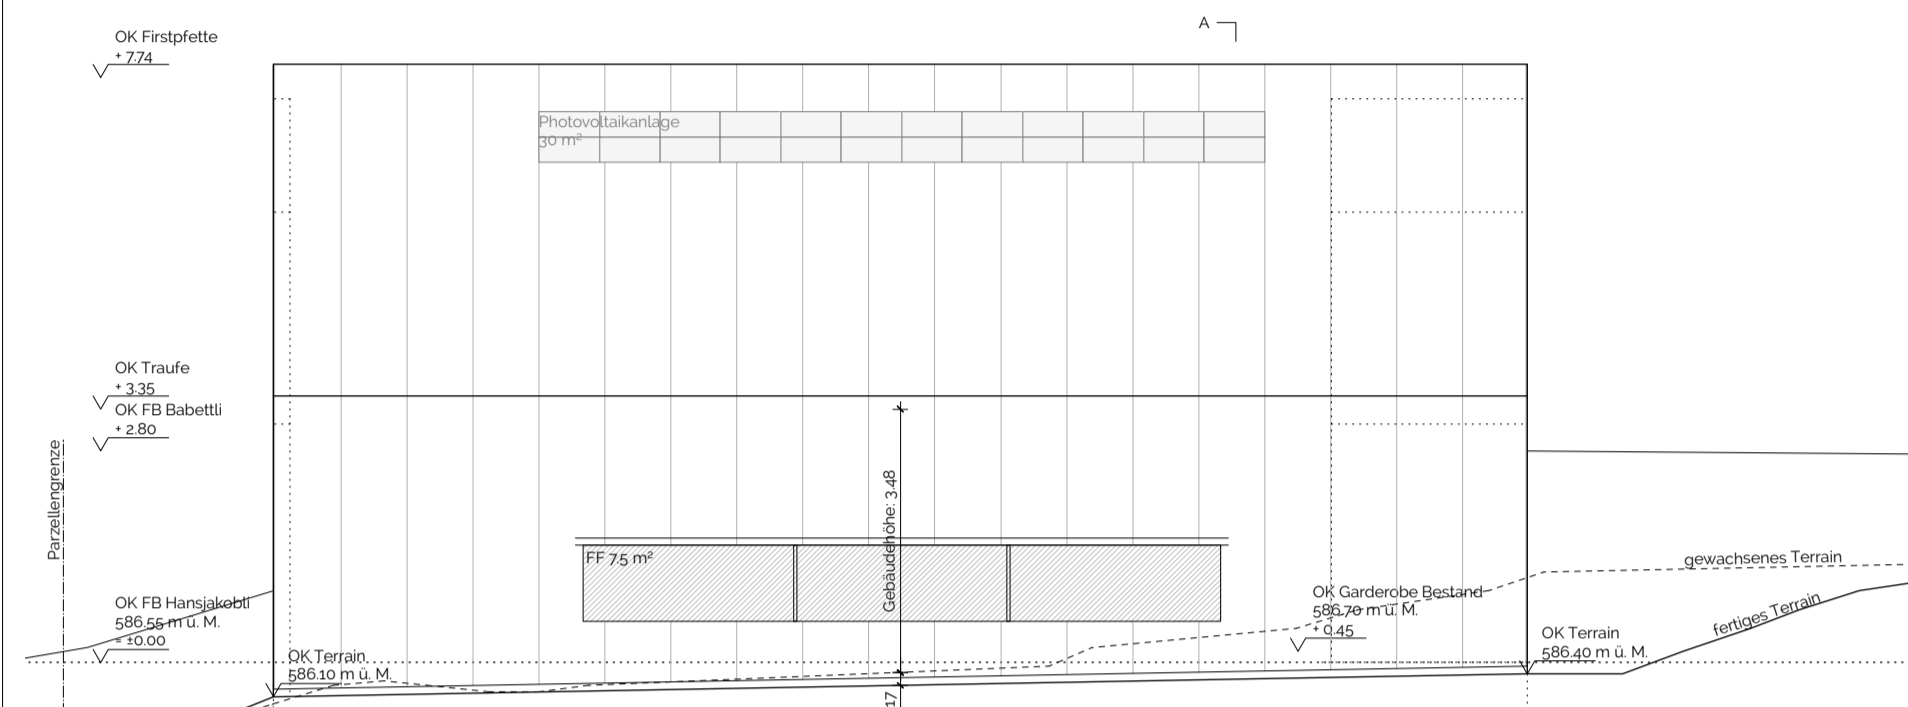 A
OK Firstpfette
+ 7.74
Photovoltaikanlage
30 m²
OK Traufe
+ 3.35
OK FB Babettli
+ 2.80
Parzellengrenze
Gebäudehöhe: 3.48
FF 7.5 m²
gewachsenes Terrain
OK FB Hansjakobli
586.55 m ü. M.
= ±0.00
OK Garderobe Bestand
586.70 m ü. M.
+ 0.45
fertiges Terrain
OK Terrain
586.40 m ü. M.
OK Terrain
586.10 m ü. M.
17